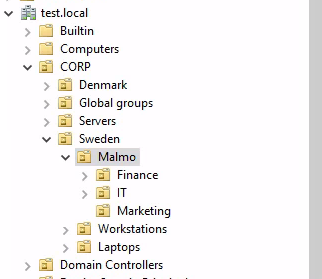 test.local
Builtin
Computers
CORP
Denmark
Global groups
Servers
Sweden
Malmo
Finance
IT
Marketing
Workstations
Laptops
Domain Controllers